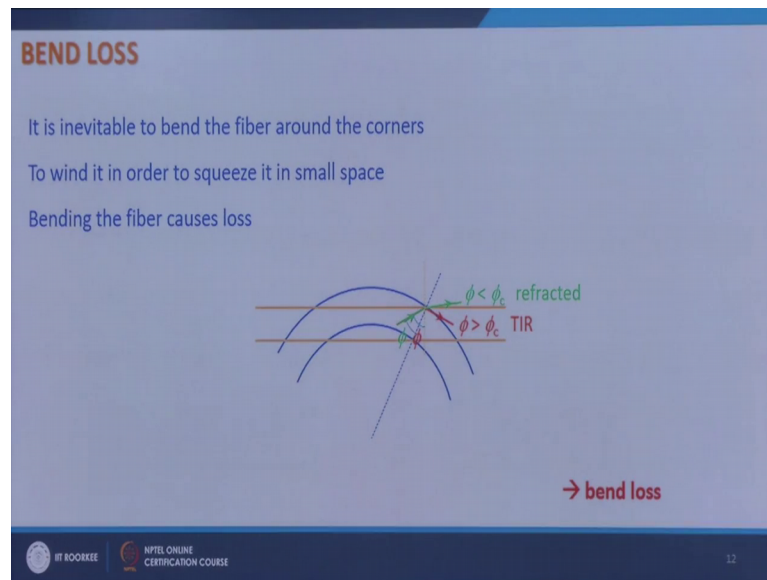 BEND LOSS
It is inevitable to bend the fiber around the corners
To wind it in order to squeeze it in small space
Bending the fiber causes loss
ϕ < ϕc refracted
ϕ > ϕc TIR
ϕ ϕ
→ bend loss
IIT ROORKEE
NPTEL ONLINE
CERTIFICATION COURSE
12